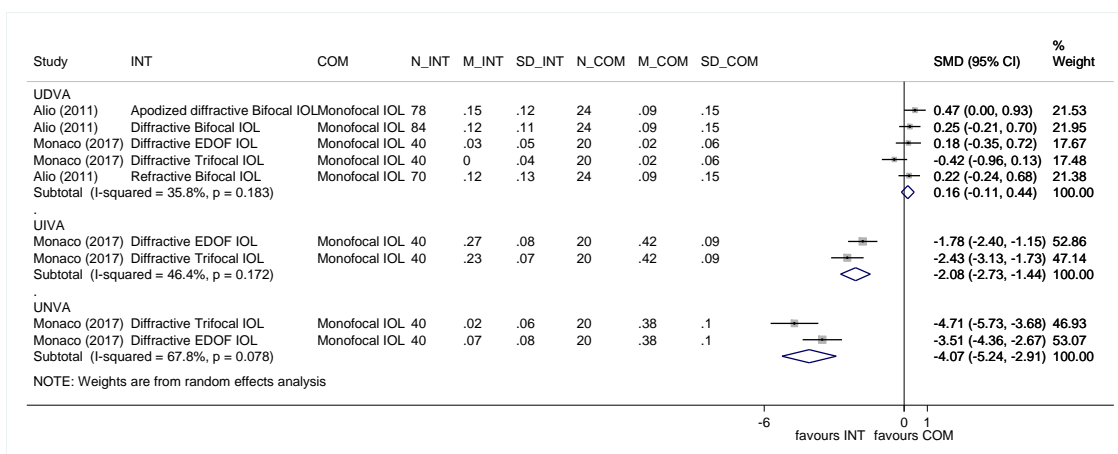 %
Study INT COM N_INT M_INT SD_INT N_COM M_COM SD_COM SMD (95% CI) Weight
UDVA
Alio (2011) Apodized diffractive Bifocal IOL Monofocal IOL 78 .15 .12 24 .09 .15 0.47 (0.00, 0.93) 21.53
Alio (2011) Diffractive Bifocal IOL Monofocal IOL 84 .12 .11 24 .09 .15 0.25 (-0.21, 0.70) 21.95
Monaco (2017) Diffractive EDOF IOL Monofocal IOL 40 .03 .05 20 .02 .06 0.18 (-0.35, 0.72) 17.67
Monaco (2017) Diffractive Trifocal IOL Monofocal IOL 40 0 .04 20 .02 .06 -0.42 (-0.96, 0.13) 17.48
Alio (2011) Refractive Bifocal IOL Monofocal IOL 70 .12 .13 24 .09 .15 0.22 (-0.24, 0.68) 21.38
Subtotal (I-squared = 35.8%, p = 0.183) 0.16 (-0.11, 0.44) 100.00
.
UIVA
Monaco (2017) Diffractive EDOF IOL Monofocal IOL 40 .27 .08 20 .42 .09 -1.78 (-2.40, -1.15) 52.86
Monaco (2017) Diffractive Trifocal IOL Monofocal IOL 40 .23 .07 20 .42 .09 -2.43 (-3.13, -1.73) 47.14
Subtotal (I-squared = 46.4%, p = 0.172) -2.08 (-2.73, -1.44) 100.00
.
UNVA
Monaco (2017) Diffractive Trifocal IOL Monofocal IOL 40 .02 .06 20 .38 .1 -4.71 (-5.73, -3.68) 46.93
Monaco (2017) Diffractive EDOF IOL Monofocal IOL 40 .07 .08 20 .38 .1 -3.51 (-4.36, -2.67) 53.07
Subtotal (I-squared = 67.8%, p = 0.078) -4.07 (-5.24, -2.91) 100.00
NOTE: Weights are from random effects analysis
-6 0 1
favours INT favours COM